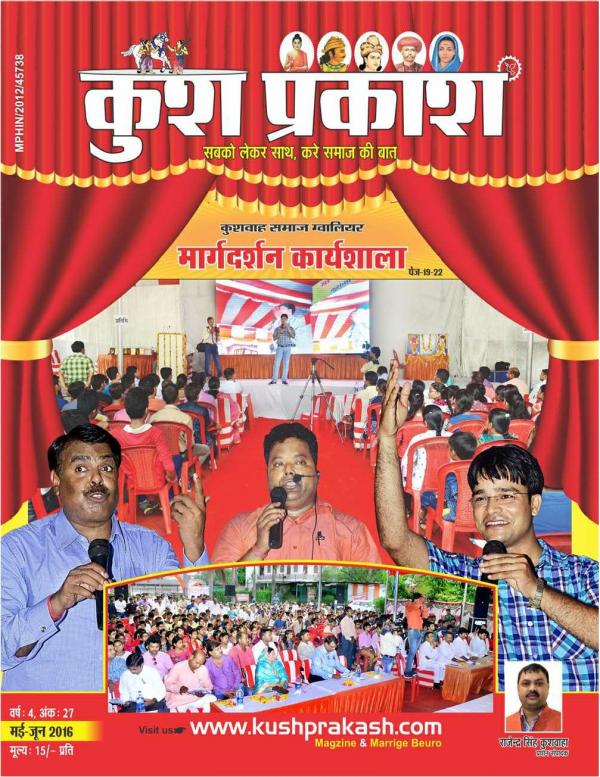 MPHIN/2012/45738
कुश प्रकाश
सबको लेकर साथ, करे समाज की बात
कुशवाह समाज ग्वालियर
मार्गदर्शन कार्यशाला
पेज-19-22
प्रतिमि
वर्ष: 4, अंक: 27
मई-जून 2016
मूल्य: 15/- प्रति
Visit us www.kushprakash.com
Magzine & Marrige Beuro
राजेन्द्र सिंह कुशवाह